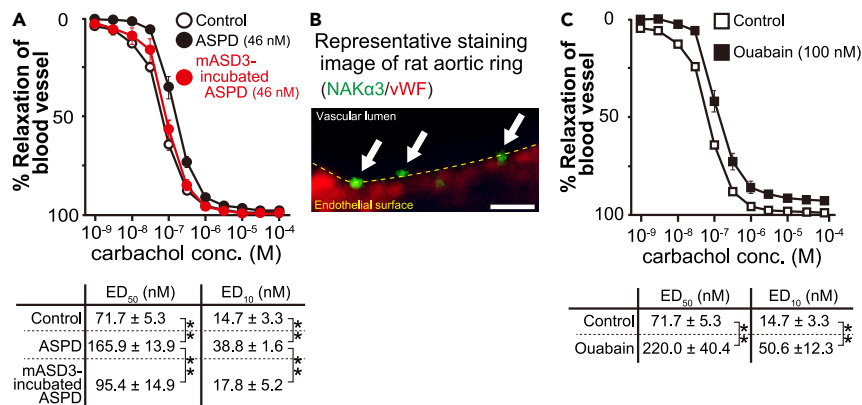 A
% Relaxation of
blood vessel
0
50
100
Control
ASPD (46 nM)
mASD3-
incubated
ASPD (46 nM)
10⁻⁹ 10⁻⁸ 10⁻⁷ 10⁻⁶ 10⁻⁵ 10⁻⁴
carbachol conc. (M)
ED₅₀ (nM) ED₁₀ (nM)
Control 71.7 ± 5.3 14.7 ± 3.3
**
**
ASPD 165.9 ± 13.9 38.8 ± 1.6
**
**
mASD3-
incubated 95.4 ± 14.9 17.8 ± 5.2
ASPD
B
Representative staining
image of rat aortic ring
(NAKα3/vWF)
Vascular lumen
Endothelial surface
C
% Relaxation of
blood vessel
0
50
100
Control
Ouabain (100 nM)
10⁻⁹ 10⁻⁸ 10⁻⁷ 10⁻⁶ 10⁻⁵ 10⁻⁴
carbachol conc. (M)
ED₅₀ (nM) ED₁₀ (nM)
Control 71.7 ± 5.3 14.7 ± 3.3
**
**
Ouabain 220.0 ± 40.4 50.6 ±12.3